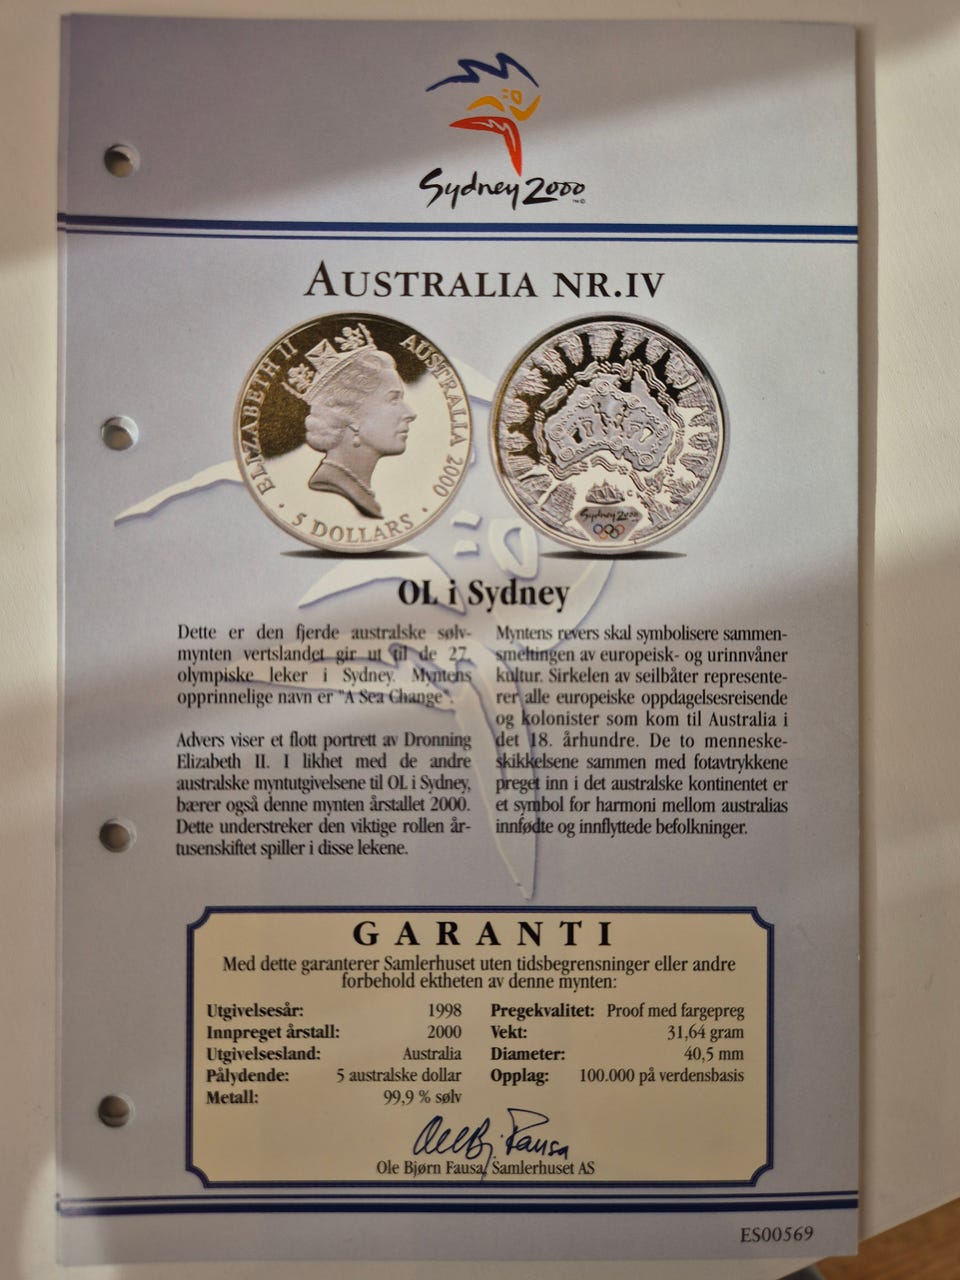 Sydney 2000
™©
AUSTRALIA NR.IV
ELIZABETH II
AUSTRALIA 2000
· 5 DOLLARS ·
Sydney 2000
OL i Sydney
Dette er den fjerde australske sølv-
mynten vertslandet gir ut til de 27.
olympiske leker i Sydney. Myntens
opprinnelige navn er "A Sea Change".
Advers viser et flott portrett av Dronning
Elizabeth II. I likhet med de andre
australske myntutgivelsene til OL i Sydney,
bærer også denne mynten årstallet 2000.
Dette understreker den viktige rollen år-
tusenskiftet spiller i disse lekene.
Myntens revers skal symbolisere sammen-
smeltingen av europeisk- og urinnvåner
kultur. Sirkelen av seilbåter represente-
rer alle europeiske oppdagelsesreisende
og kolonister som kom til Australia i
det 18. århundre. De to menneske-
skikkelsene sammen med fotavtrykkene
preget inn i det australske kontinentet er
et symbol for harmoni mellom australias
innfødte og innflyttede befolkninger.
GARANTI
Med dette garanterer Samlerhuset uten tidsbegrensninger eller andre
forbehold ektheten av denne mynten:
Utgivelsesår: 1998
Innpreget årstall: 2000
Utgivelsesland: Australia
Pålydende: 5 australske dollar
Metall: 99,9 % sølv
Pregekvalitet: Proof med fargepreg
Vekt: 31,64 gram
Diameter: 40,5 mm
Opplag: 100.000 på verdensbasis
Ole Bj. Fausa
Ole Bjørn Fausa, Samlerhuset AS
ES00569